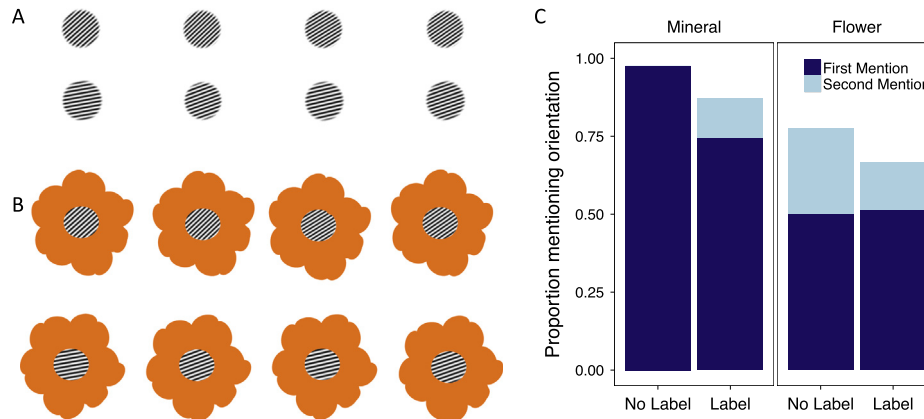 A
B
C
Mineral
Flower
Proportion mentioning orientation
1.00
0.75
0.50
0.25
0.00
First Mention
Second Mention
No Label
Label
No Label
Label